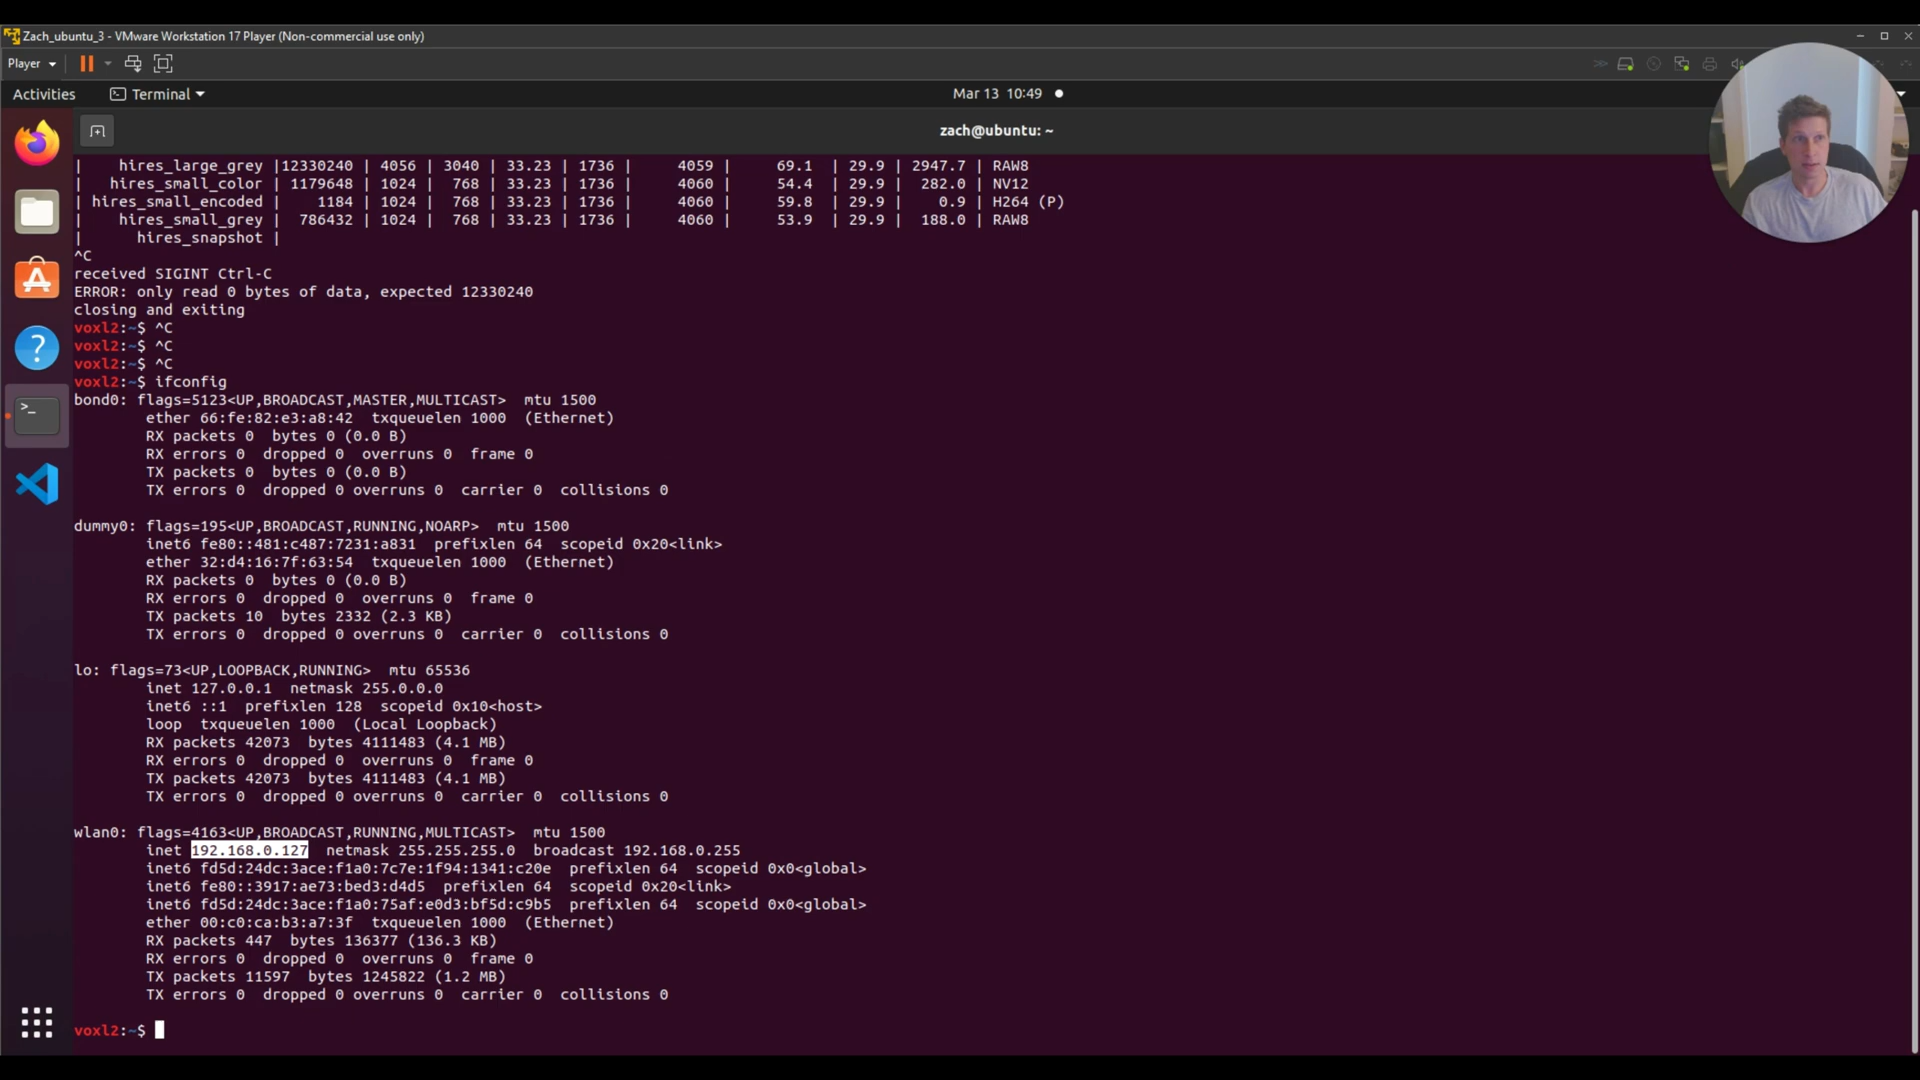 Zach_ubuntu_3 - VMware Workstation 17 Player (Non-commercial use only)
Player
Activities
Terminal
Mar 13 10:49
zach@ubuntu: ~
|    hires_large_grey |12330240 | 4056 | 3040 | 33.23 | 1736 |     4059 |     69.1  | 29.9 | 2947.7 | RAW8
|   hires_small_color | 1179648 | 1024 |  768 | 33.23 | 1736 |     4060 |     54.4  | 29.9 |  282.0 | NV12
| hires_small_encoded |    1184 | 1024 |  768 | 33.23 | 1736 |     4060 |     59.8  | 29.9 |    0.9 | H264 (P)
|    hires_small_grey |  786432 | 1024 |  768 | 33.23 | 1736 |     4060 |     53.9  | 29.9 |  188.0 | RAW8
|      hires_snapshot |
^C
received SIGINT Ctrl-C
ERROR: only read 0 bytes of data, expected 12330240
closing and exiting
voxl2:~$ ^C
voxl2:~$ ^C
voxl2:~$ ^C
voxl2:~$ ifconfig
bond0: flags=5123<UP,BROADCAST,MASTER,MULTICAST>  mtu 1500
ether 66:fe:82:e3:a8:42  txqueuelen 1000  (Ethernet)
RX packets 0  bytes 0 (0.0 B)
RX errors 0  dropped 0  overruns 0  frame 0
TX packets 0  bytes 0 (0.0 B)
TX errors 0  dropped 0 overruns 0  carrier 0  collisions 0
dummy0: flags=195<UP,BROADCAST,RUNNING,NOARP>  mtu 1500
inet6 fe80::481:c487:7231:a831  prefixlen 64  scopeid 0x20<link>
ether 32:d4:16:7f:63:54  txqueuelen 1000  (Ethernet)
RX packets 0  bytes 0 (0.0 B)
RX errors 0  dropped 0  overruns 0  frame 0
TX packets 10  bytes 2332 (2.3 KB)
TX errors 0  dropped 0 overruns 0  carrier 0  collisions 0
lo: flags=73<UP,LOOPBACK,RUNNING>  mtu 65536
inet 127.0.0.1  netmask 255.0.0.0
inet6 ::1  prefixlen 128  scopeid 0x10<host>
loop  txqueuelen 1000  (Local Loopback)
RX packets 42073  bytes 4111483 (4.1 MB)
RX errors 0  dropped 0  overruns 0  frame 0
TX packets 42073  bytes 4111483 (4.1 MB)
TX errors 0  dropped 0 overruns 0  carrier 0  collisions 0
wlan0: flags=4163<UP,BROADCAST,RUNNING,MULTICAST>  mtu 1500
inet 192.168.0.127  netmask 255.255.255.0  broadcast 192.168.0.255
inet6 fd5d:24dc:3ace:f1a0:7c7e:1f94:1341:c20e  prefixlen 64  scopeid 0x0<global>
inet6 fe80::3917:ae73:bed3:d4d5  prefixlen 64  scopeid 0x20<link>
inet6 fd5d:24dc:3ace:f1a0:75af:e0d3:bf5d:c9b5  prefixlen 64  scopeid 0x0<global>
ether 00:c0:ca:b3:a7:3f  txqueuelen 1000  (Ethernet)
RX packets 447  bytes 136377 (136.3 KB)
RX errors 0  dropped 0  overruns 0  frame 0
TX packets 11597  bytes 1245822 (1.2 MB)
TX errors 0  dropped 0 overruns 0  carrier 0  collisions 0
voxl2:~$